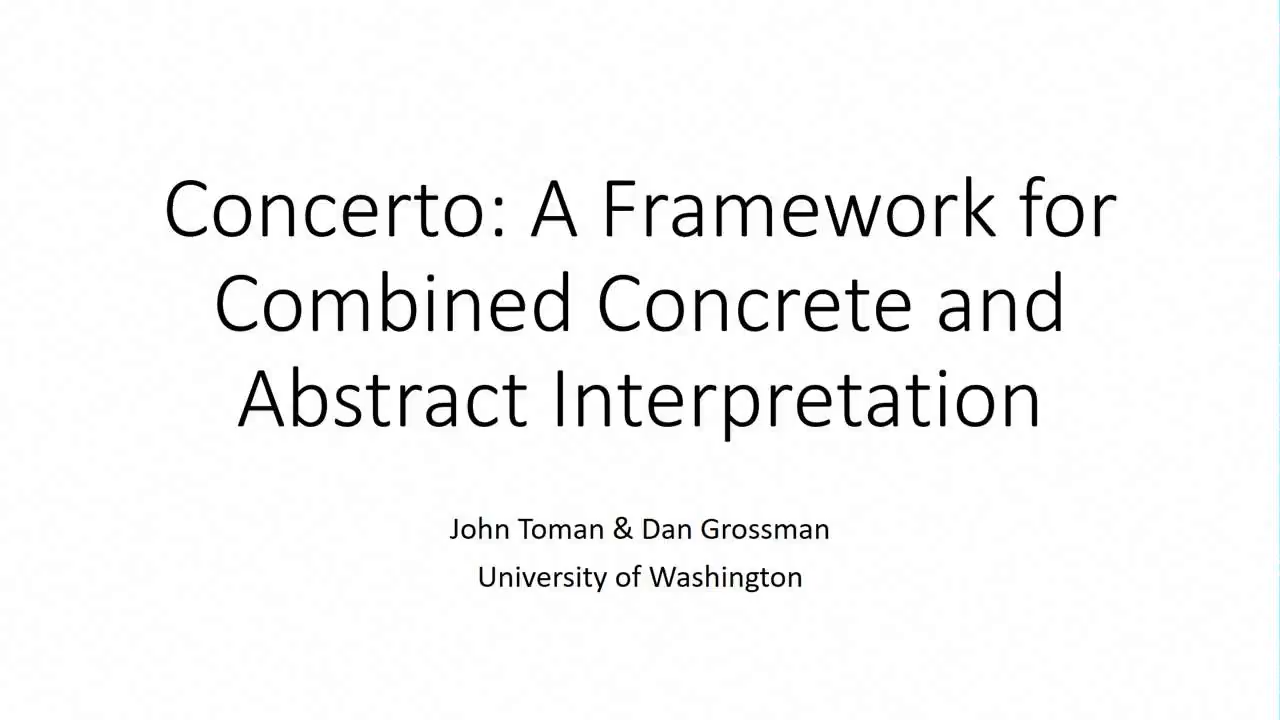 Concerto: A Framework for
Combined Concrete and
Abstract Interpretation
John Toman & Dan Grossman
University of Washington